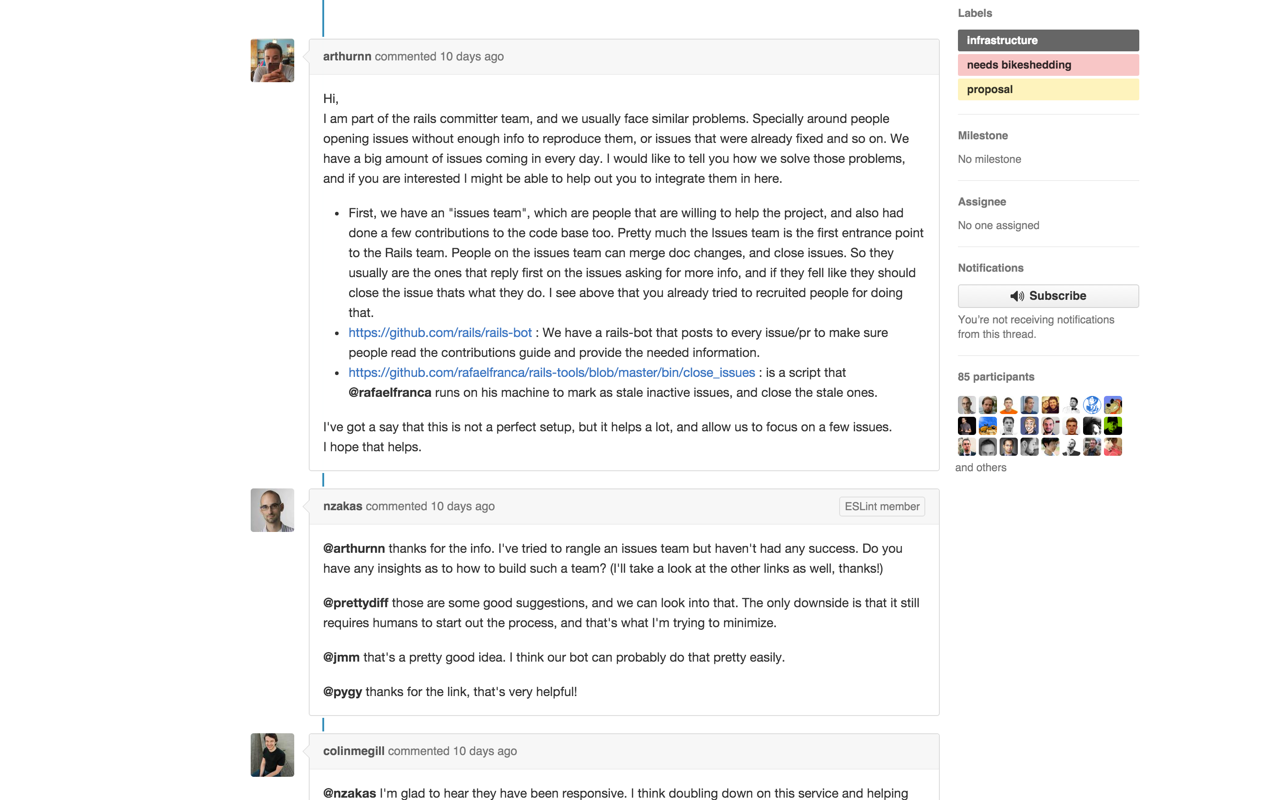 arthurnn commented 10 days ago
Hi,
I am part of the rails committer team, and we usually face similar problems. Specially around people
opening issues without enough info to reproduce them, or issues that were already fixed and so on. We
have a big amount of issues coming in every day. I would like to tell you how we solve those problems,
and if you are interested I might be able to help out you to integrate them in here.
• First, we have an "issues team", which are people that are willing to help the project, and also had
done a few contributions to the code base too. Pretty much the Issues team is the first entrance point
to the Rails team. People on the issues team can merge doc changes, and close issues. So they
usually are the ones that reply first on the issues asking for more info, and if they fell like they should
close the issue thats what they do. I see above that you already tried to recruited people for doing
that.
• https://github.com/rails/rails-bot : We have a rails-bot that posts to every issue/pr to make sure
people read the contributions guide and provide the needed information.
• https://github.com/rafaelfranca/rails-tools/blob/master/bin/close_issues : is a script that
@rafaelfranca runs on his machine to mark as stale inactive issues, and close the stale ones.
I've got a say that this is not a perfect setup, but it helps a lot, and allow us to focus on a few issues.
I hope that helps.
nzakas commented 10 days ago
ESLint member
@arthurnn thanks for the info. I've tried to rangle an issues team but haven't had any success. Do you
have any insights as to how to build such a team? (I'll take a look at the other links as well, thanks!)
@prettydiff those are some good suggestions, and we can look into that. The only downside is that it still
requires humans to start out the process, and that's what I'm trying to minimize.
@jmm that's a pretty good idea. I think our bot can probably do that pretty easily.
@pygy thanks for the link, that's very helpful!
colinmegill commented 10 days ago
@nzakas I'm glad to hear they have been responsive. I think doubling down on this service and helping
Labels
infrastructure
needs bikeshedding
proposal
Milestone
No milestone
Assignee
No one assigned
Notifications
Subscribe
You're not receiving notifications
from this thread.
85 participants
and others